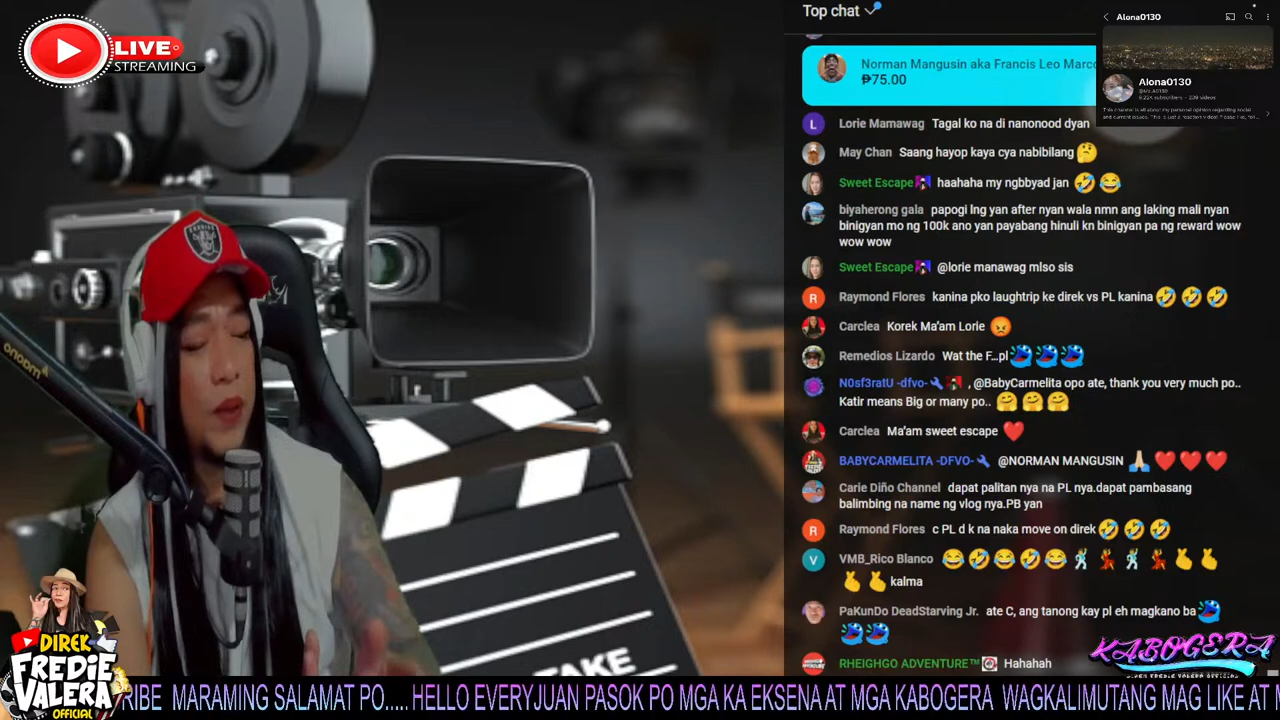 LIVE
STREAMING
Top chat
Alona0130
Norman Mangusin aka Francis Leo Marco
₱75.00
Alona0130
Lorie Mamawag Tagal ko na di nanonood dyan
May Chan Saang hayop kaya cya nabibilang 🤔
Sweet Escape haahaha my ngbbyad jan 🤣😂
biyaherong gala papogi lng yan after nyan wala nmn ang laking mali nyan
binigyan mo ng 100k ano yan payabang hinuli kn binigyan pa ng reward wow
wow wow
Sweet Escape @lorie manawag mlso sis
Raymond Flores kanina pko laughtrip ke direk vs PL kanina 🤣🤣🤣
Carclea Korek Ma'am Lorie 😡
Remedios Lizardo Wat the F...pl
N0sf3ratU -dfvo- , @BabyCarmelita opo ate, thank you very much po..
Katir means Big or many po.. 🤗🤗🤗
Carclea Ma'am sweet escape ❤️
BABYCARMELITA -DFVO- @NORMAN MANGUSIN 🙏🏻❤️❤️❤️
Carie Diño Channel dapat palitan nya na PL nya.dapat pambasang
balimbing na name ng vlog nya.PB yan
Raymond Flores c PL d k na naka move on direk🤣🤣🤣
VMB_Rico Blanco 😂🤣😂🤣😂🕺💃🕺💃🫰🫰
🫰🫰 kalma
PaKunDo DeadStarving Jr. ate C, ang tanong kay pl eh magkano ba
RHEIGHGO ADVENTURE™ Hahahah
TAKE
KABOGERA
DIREK
FREDIE
VALERA
OFFICIAL
RIBE MARAMING SALAMAT PO..... HELLO EVERYJUAN PASOK PO MGA KA EKSENA AT MGA KABOGERA WAGKALIMUTANG MAG LIKE AT
maono